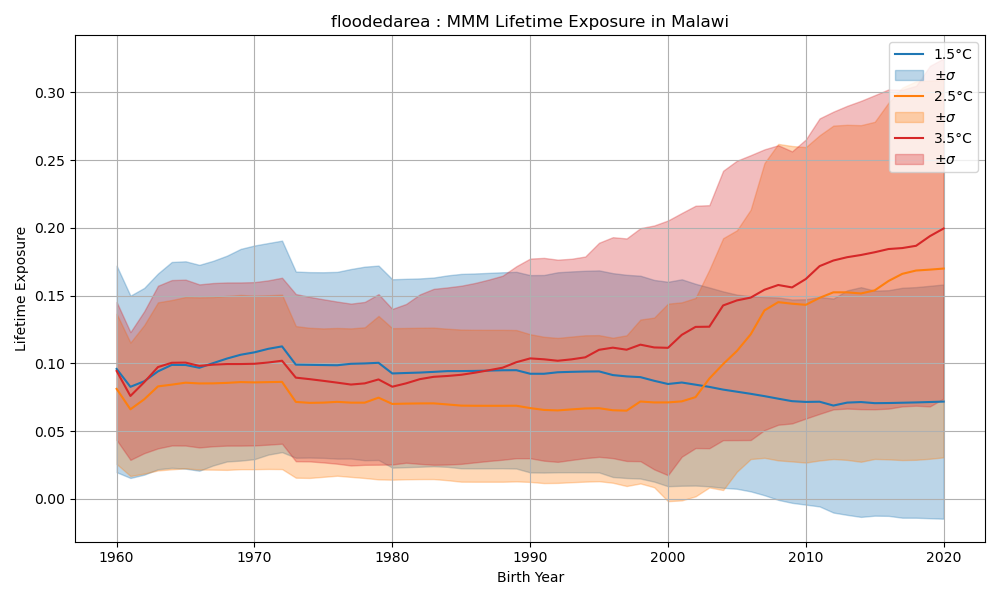 floodedarea : MMM Lifetime Exposure in Malawi
1.5°C
±σ
2.5°C
±σ
3.5°C
±σ
Lifetime Exposure
0.30
0.25
0.20
0.15
0.10
0.05
0.00
1960 1970 1980 1990 2000 2010 2020
Birth Year